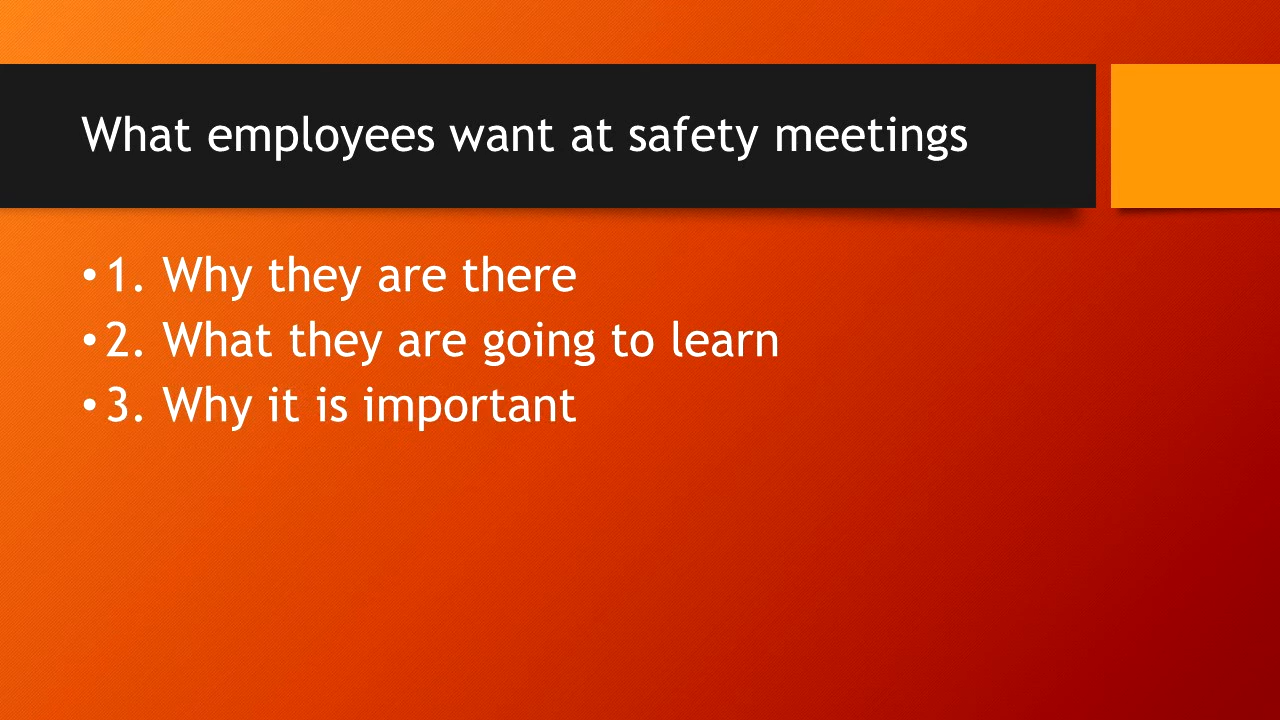 What employees want at safety meetings
• 1. Why they are there
• 2. What they are going to learn
• 3. Why it is important